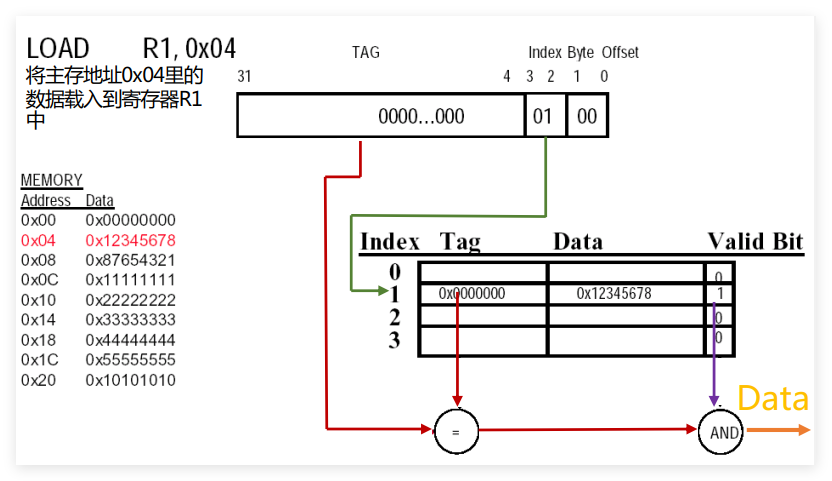 LOAD R1,0x04
将主存地址0x04里的
数据载入到寄存器R1
中
TAG Index Byte Offset
31 4 3 2 1 0
0000...000 01 00
MEMORY
Address Data
0x00 0x00000000
0x04 0x12345678
0x08 0x87654321
0x0C 0x11111111
0x10 0x22222222
0x14 0x33333333
0x18 0x44444444
0x1C 0x55555555
0x20 0x10101010
Index Tag Data Valid Bit
0 0
1 0x0000000 0x12345678 1
2 0
3 0
= AND
Data